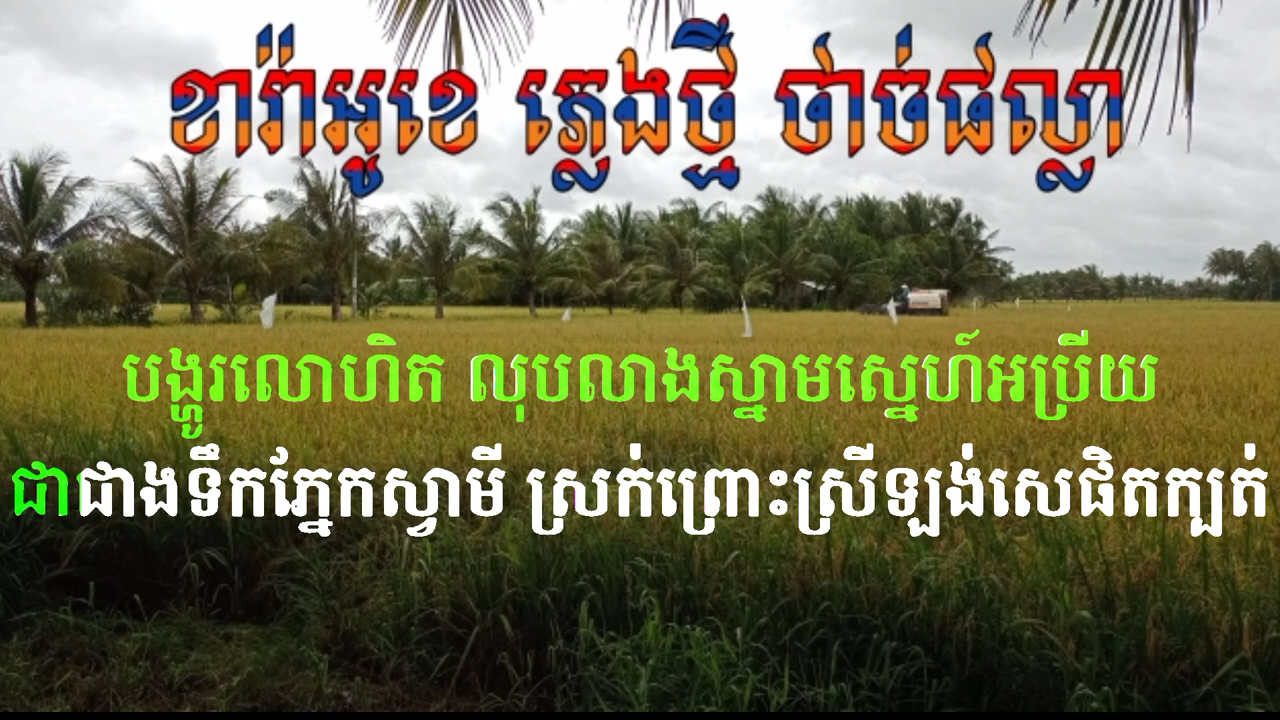 ខារ៉ាអូខេ ភ្លេងថ្មី ថាច់ផល្លា
បង្ហូរលោហិត លុបលាងស្នាមស្នេហ៍អប្រីយ
ជាជាងទឹកភ្នែកស្វាមី ស្រក់ព្រោះស្រីឡូងសេផិតក្បត់